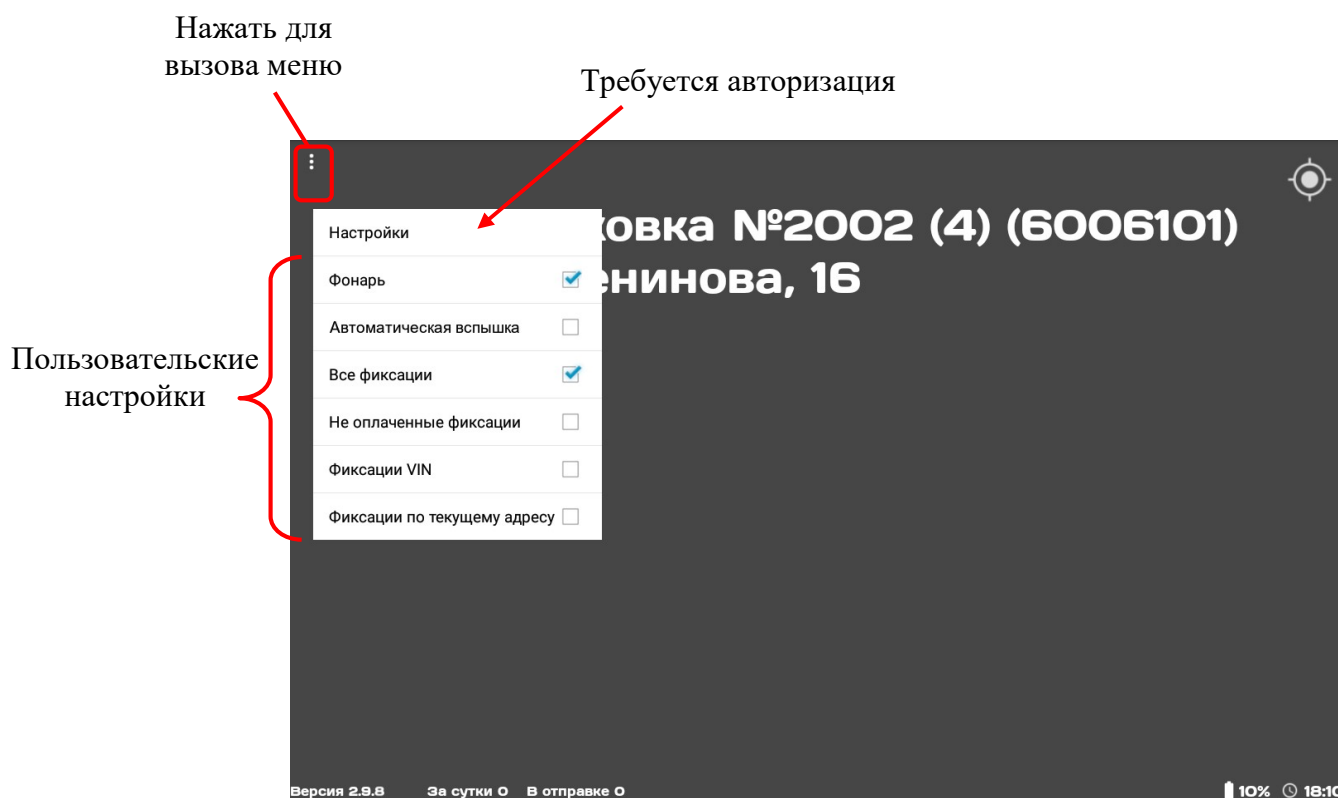 Нажать для
вызова меню
Требуется авторизация
овка №2002 (4) (6006101)
нинова, 16
Настройки
Фонарь
Автоматическая вспышка
Все фиксации
Не оплаченные фиксации
Фиксации VIN
Фиксации по текущему адресу
Пользовательские
настройки
Версия 2.9.8 За сутки 0 В отправке 0 10% 18:10